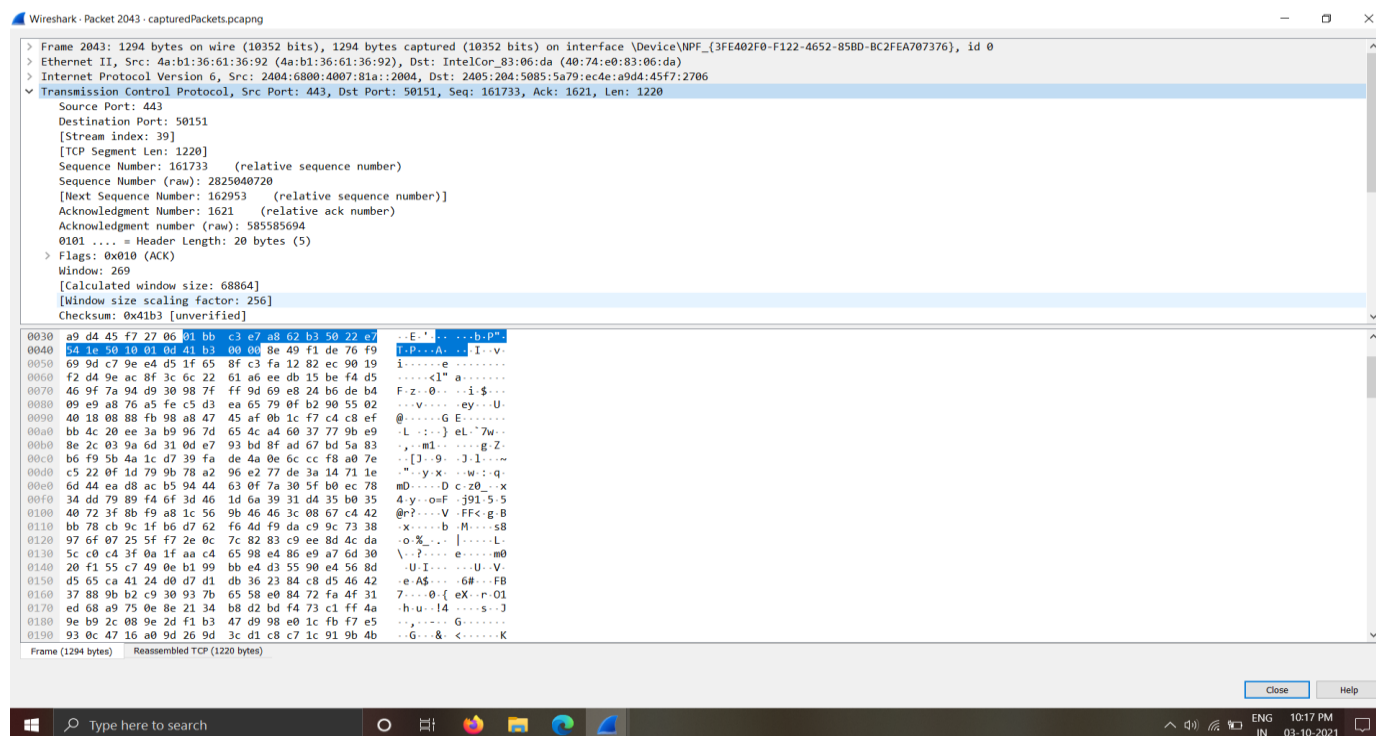 Wireshark · Packet 2043 · capturedPackets.pcapng
> Frame 2043: 1294 bytes on wire (10352 bits), 1294 bytes captured (10352 bits) on interface \Device\NPF_{3FE402F0-F122-4652-85BD-BC2FEA707376}, id 0
> Ethernet II, Src: 4a:b1:36:61:36:92 (4a:b1:36:61:36:92), Dst: IntelCor_83:06:da (40:74:e0:83:06:da)
> Internet Protocol Version 6, Src: 2404:6800:4007:81a::2004, Dst: 2405:204:5085:5a79:ec4e:a9d4:45f7:2706
Transmission Control Protocol, Src Port: 443, Dst Port: 50151, Seq: 161733, Ack: 1621, Len: 1220
Source Port: 443
Destination Port: 50151
[Stream index: 39]
[TCP Segment Len: 1220]
Sequence Number: 161733    (relative sequence number)
Sequence Number (raw): 2825040720
[Next Sequence Number: 162953    (relative sequence number)]
Acknowledgment Number: 1621    (relative ack number)
Acknowledgment number (raw): 585585694
0101 .... = Header Length: 20 bytes (5)
> Flags: 0x010 (ACK)
Window: 269
[Calculated window size: 68864]
[Window size scaling factor: 256]
Checksum: 0x41b3 [unverified]
0030 a9 d4 45 f7 27 06 01 bb c3 e7 a8 62 b3 50 22 e7 ··E·'· ·····b·P"·
0040 54 1e 50 10 01 0d 41 b3 00 00 8e 49 f1 de 76 f9 T·P···A· ···I··v·
0050 69 9d c7 9e e4 d5 1f 65 8f c3 fa 12 82 ec 90 19 i······e ········
0060 f2 d4 9e ac 8f 3c 6c 22 61 a6 ee db 15 be f4 d5 ·····<l" a·······
0070 46 9f 7a 94 d9 30 98 7f ff 9d 69 e8 24 b6 de b4 F·z··0·· ··i·$···
0080 09 e9 a8 76 a5 fe c5 d3 ea 65 79 0f b2 90 55 02 ···v···· ·ey···U·
0090 40 18 08 88 fb 98 a8 47 45 af 0b 1c f7 c4 c8 ef @······G E·······
00a0 bb 4c 20 ee 3a b9 96 7d 65 4c a4 60 37 77 9b e9 ·L ·:··} eL·`7w··
00b0 8e 2c 03 9a 6d 31 0d e7 93 bd 8f ad 67 bd 5a 83 ·,··m1·· ····g·Z·
00c0 b6 f9 5b 4a 1c d7 39 fa de 4a 0e 6c cc f8 a0 7e ··[J··9· ·J·l···~
00d0 c5 22 0f 1d 79 9b 78 a2 96 e2 77 de 3a 14 71 1e ·"··y·x· ··w·:·q·
00e0 6d 44 ea d8 ac b5 94 44 63 0f 7a 30 5f b0 ec 78 mD·····D c·z0_··x
00f0 34 dd 79 89 f4 6f 3d 46 1d 6a 39 31 d4 35 b0 35 4·y··o=F ·j91·5·5
0100 40 72 3f 8b f9 a8 1c 56 9b 46 46 3c 08 67 c4 42 @r?····V ·FF<·g·B
0110 bb 78 cb 9c 1f b6 d7 62 f6 4d f9 da c9 9c 73 38 ·x·····b ·M····s8
0120 97 6f 07 25 5f f7 2e 0c 7c 82 83 c9 ee 8d 4c da ·o·%_·.· |·····L·
0130 5c c0 c4 3f 0a 1f aa c4 65 98 e4 86 e9 a7 6d 30 \··?···· e·····m0
0140 20 f1 55 c7 49 0e b1 99 bb e4 d3 55 90 e4 56 8d ·U·I··· ···U··V·
0150 d5 65 ca 41 24 d0 d7 d1 db 36 23 84 c8 d5 46 42 ·e·A$··· ·6#···FB
0160 37 88 9b b2 c9 30 93 7b 65 58 e0 84 72 fa 4f 31 7····0·{ eX··r·O1
0170 ed 68 a9 75 0e 8e 21 34 b8 d2 bd f4 73 c1 ff 4a ·h·u··!4 ····s··J
0180 9e b9 2c 08 9e 2d f1 b3 47 d9 98 e0 1c fb f7 e5 ··,··-·· G·······
0190 93 0c 47 16 a0 9d 26 9d 3c d1 c8 c7 1c 91 9b 4b ··G···&· <······K
Frame (1294 bytes)    Reassembled TCP (1220 bytes)
Close    Help
Type here to search
ENG    10:17 PM
IN    03-10-2021